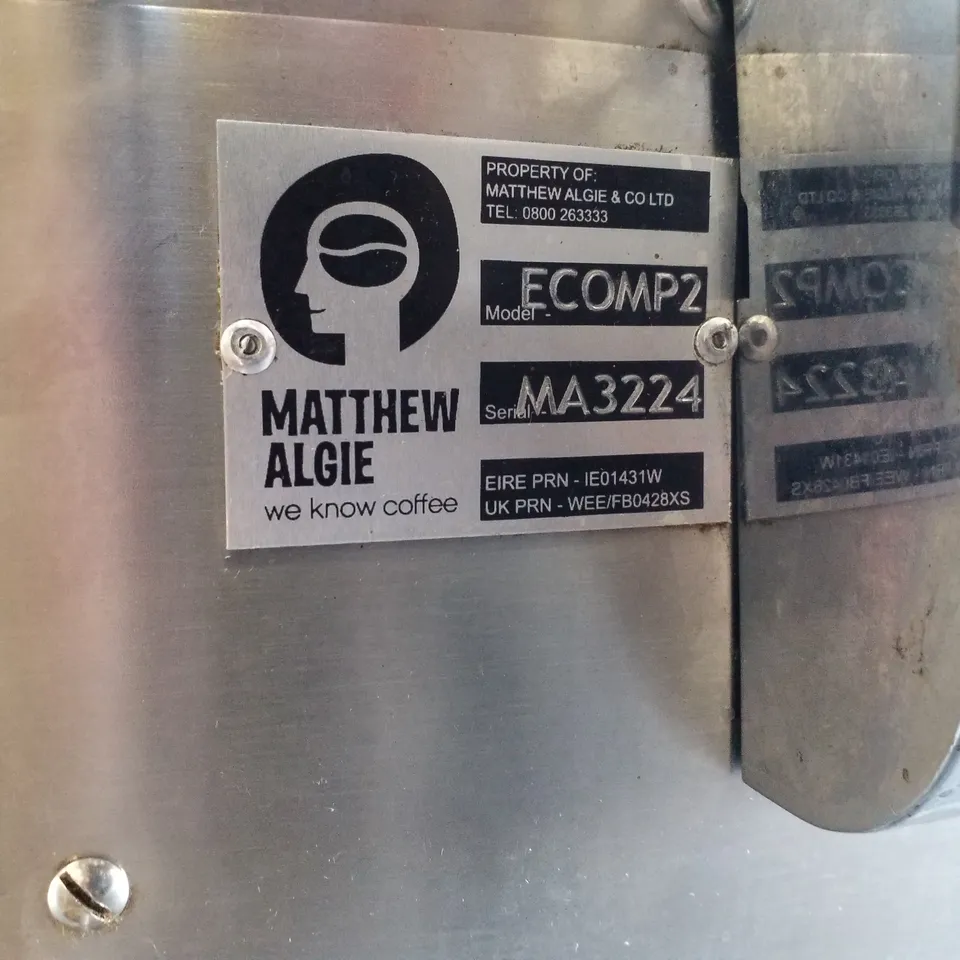 PROPERTY OF:
MATTHEW ALGIE & CO LTD
TEL: 0800 263333
Model - ECOMP2
Serial - MA3224
EIRE PRN - IE01431W
UK PRN - WEE/FB0428XS
MATTHEW
ALGIE
we know coffee